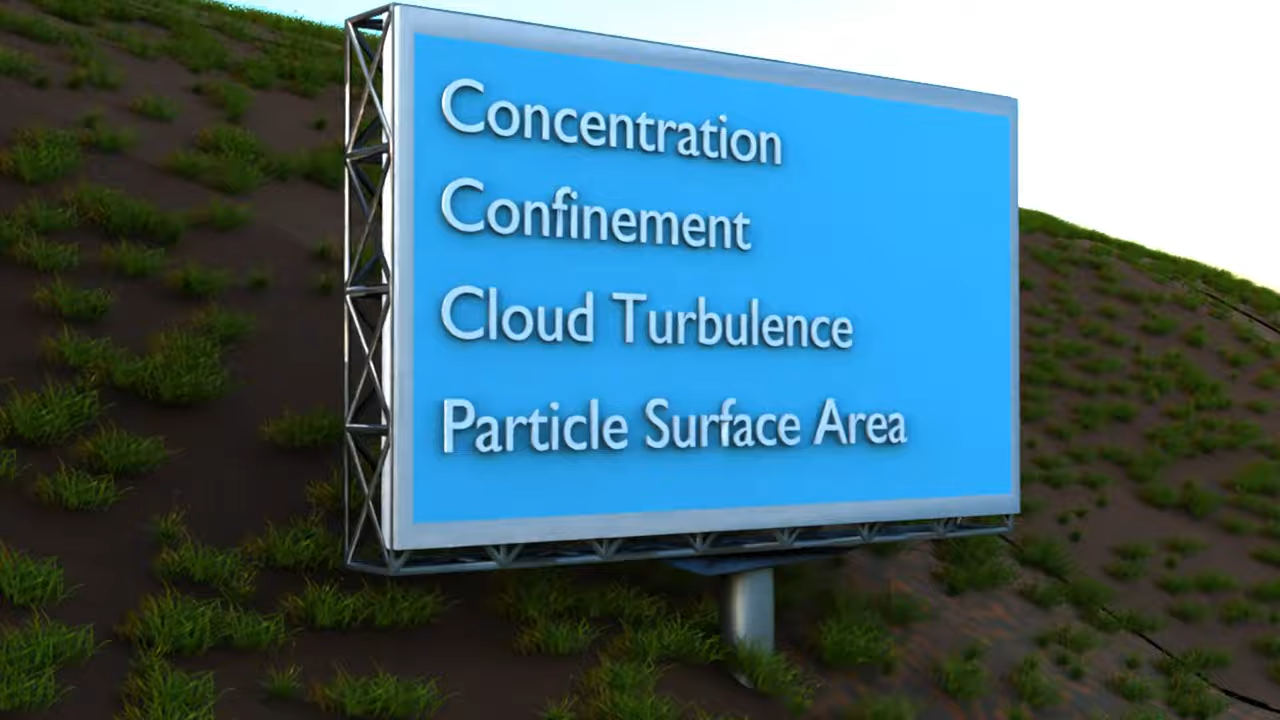 Concentration
Confinement
Cloud Turbulence
Particle Surface Area